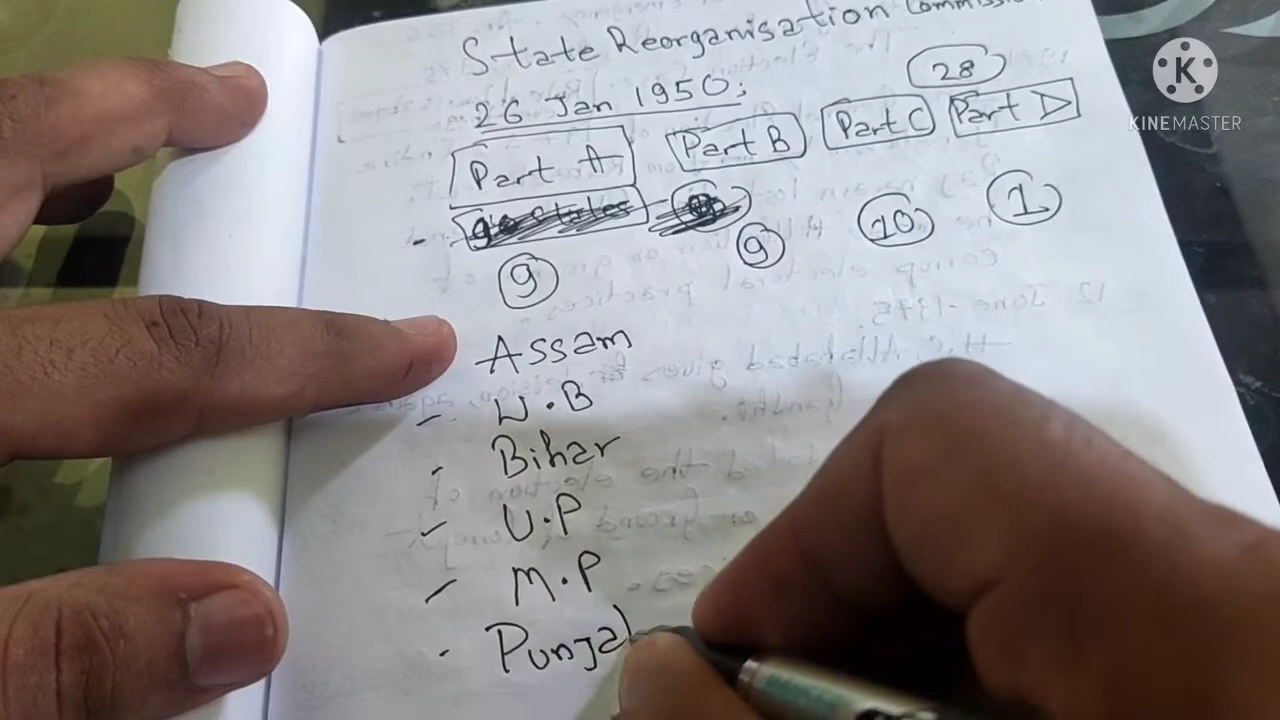 State Reorganisation Commission
26 Jan 1950:
28
Part A Part B Part C Part D
9 9 10 1
Assam
W.B
Bihar
U.P
M.P
Punjab
K
KINEMASTER